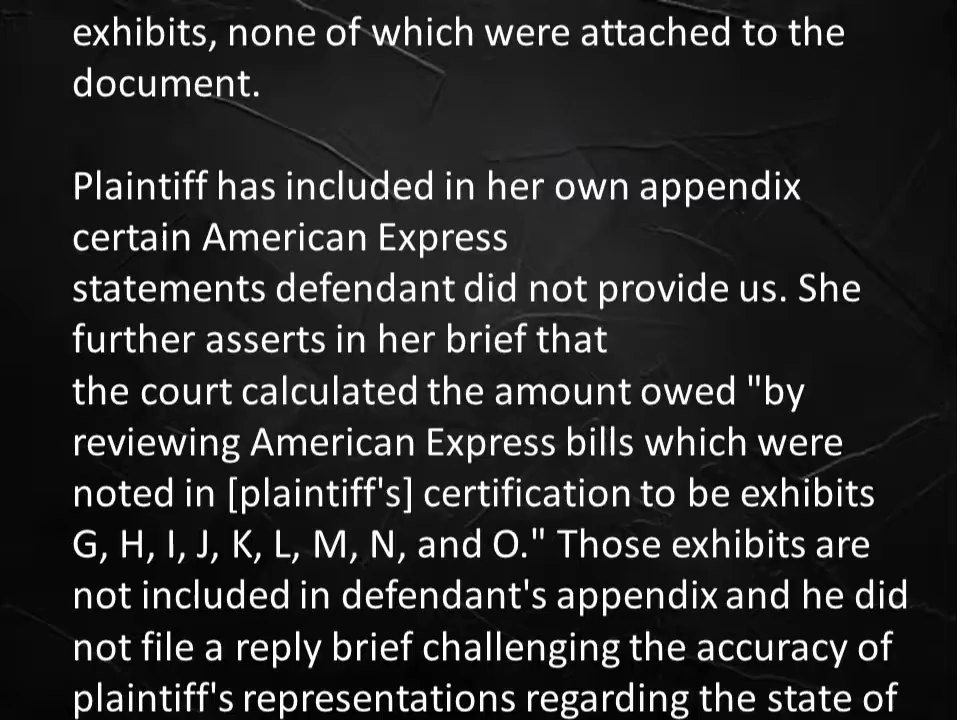 exhibits, none of which were attached to the
document.
Plaintiff has included in her own appendix
certain American Express
statements defendant did not provide us. She
further asserts in her brief that
the court calculated the amount owed "by
reviewing American Express bills which were
noted in [plaintiff's] certification to be exhibits
G, H, I, J, K, L, M, N, and O." Those exhibits are
not included in defendant's appendix and he did
not file a reply brief challenging the accuracy of
plaintiff's representations regarding the state of